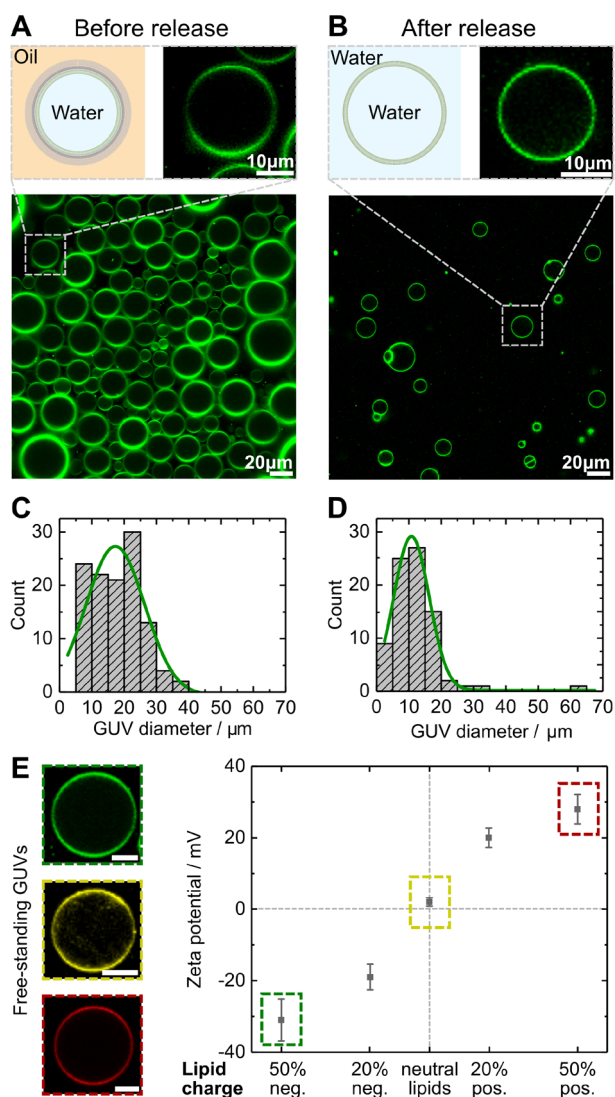 A Before release
Oil
Water
10µm
20µm
B After release
Water
Water
10µm
20µm
C
30
20
10
0
Count
0 10 20 30 40 50 60 70
GUV diameter / µm
D
30
20
10
0
Count
0 10 20 30 40 50 60 70
GUV diameter / µm
E
Free-standing GUVs
40
20
0
-20
-40
Zeta potential / mV
Lipid
charge
50%
neg.
20%
neg.
neutral
lipids
20%
pos.
50%
pos.